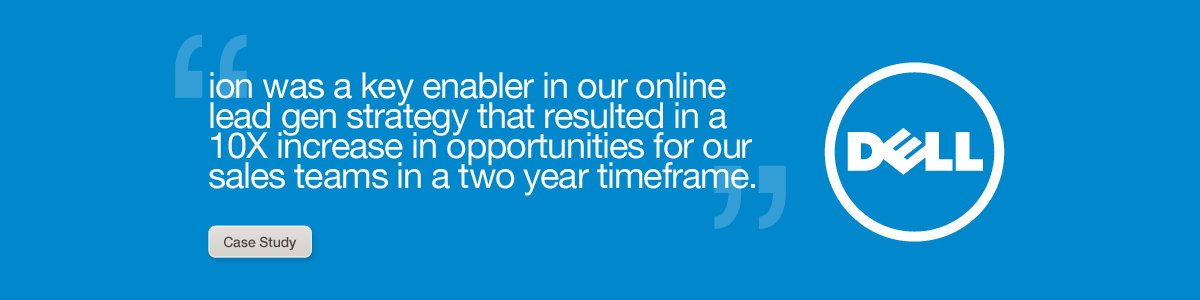 “ion was a key enabler in our online
lead gen strategy that resulted in a
10X increase in opportunities for our
sales teams in a two year timeframe.”
Case Study
DELL